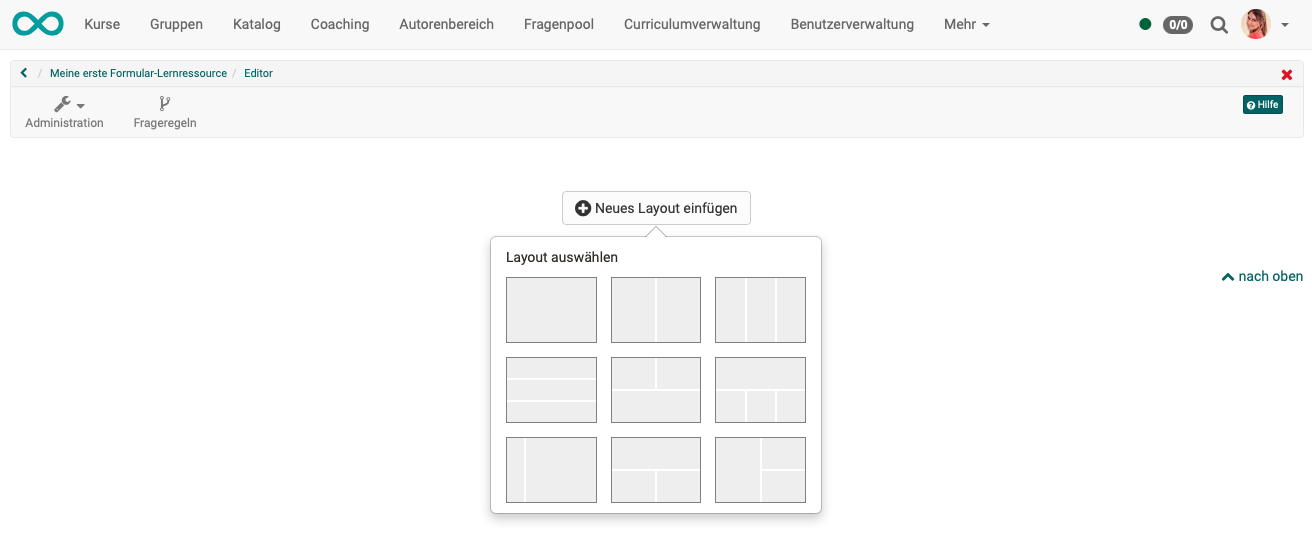 Kurse Gruppen Katalog Coaching Autorenbereich Fragenpool Curriculumverwaltung Benutzerverwaltung Mehr 0/0
/ Meine erste Formular-Lernressource / Editor
Administration Frageregeln Hilfe
Neues Layout einfügen
Layout auswählen
nach oben